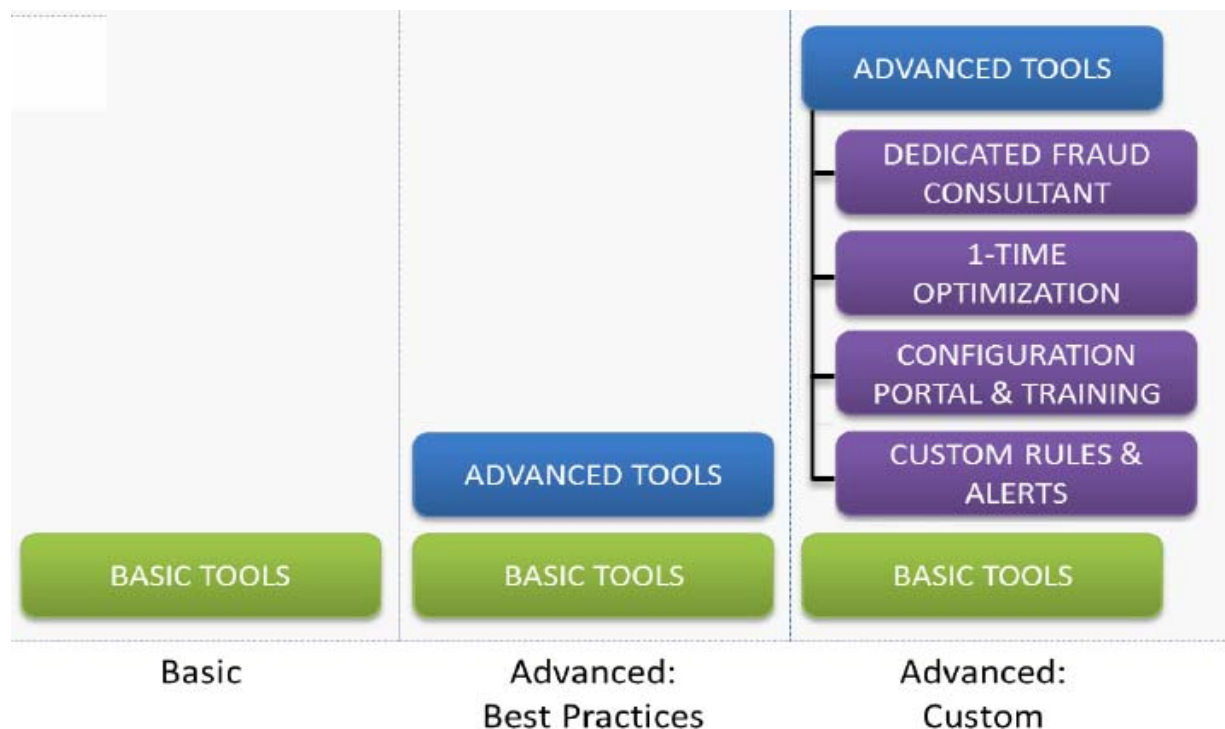 ADVANCED TOOLS
DEDICATED FRAUD
CONSULTANT
1-TIME
OPTIMIZATION
CONFIGURATION
PORTAL & TRAINING
ADVANCED TOOLS
CUSTOM RULES &
ALERTS
BASIC TOOLS
BASIC TOOLS
BASIC TOOLS
Basic
Advanced:
Best Practices
Advanced:
Custom